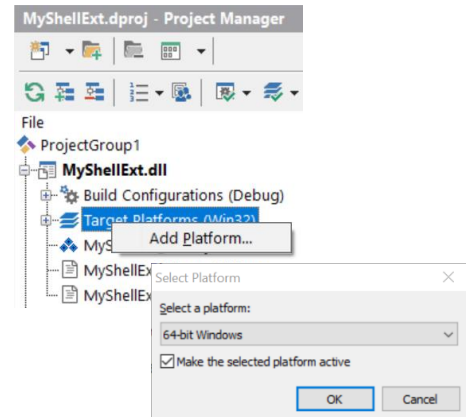 MyShellExt.dproj - Project Manager
File
ProjectGroup1
MyShellExt.dll
Build Configurations (Debug)
Target Platforms (Win32)
Add Platform...
MyS
MyShellEx
MyShellEx
Select Platform
Select a platform:
64-bit Windows
Make the selected platform active
OK Cancel